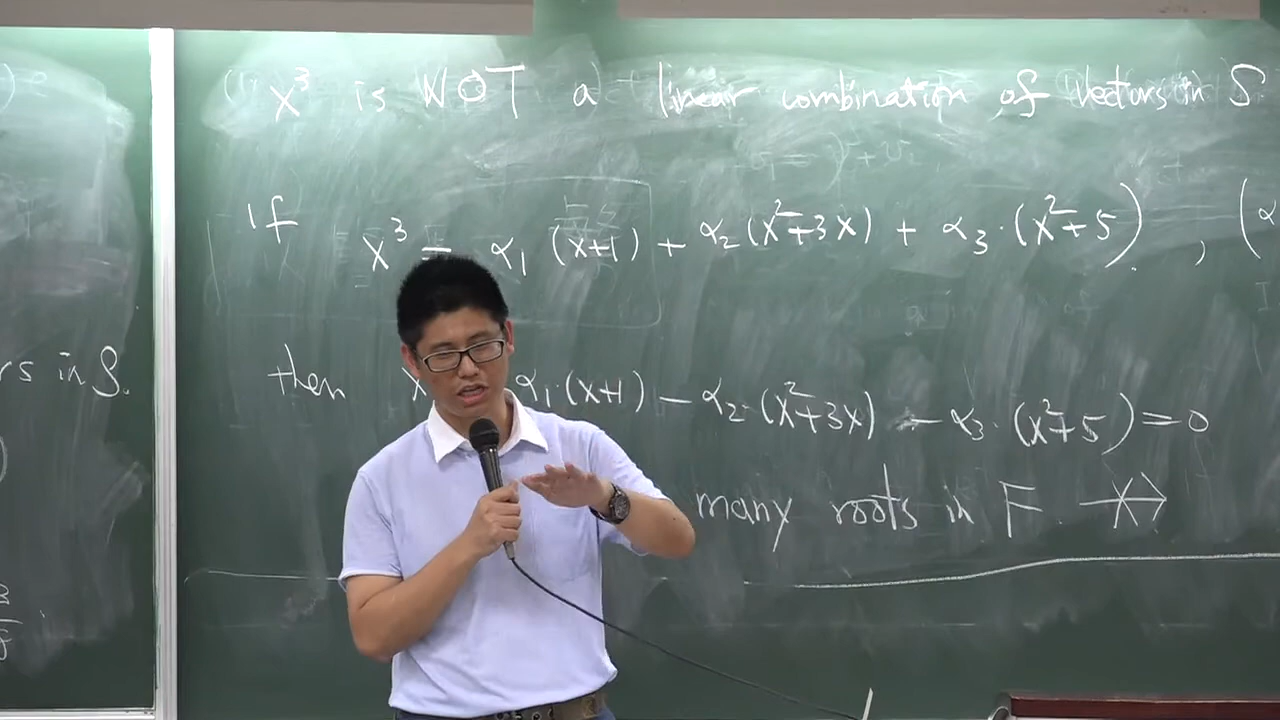 x³ is NOT a linear combination of vectors in S
rs in S.
if x³ = α₁ (x+1) + α₂ (x²+3x) + α₃ · (x²+5) , (α
then x α₁ · (x+1) − α₂ · (x²+3x) − α₃ · (x²+5) = 0
many roots in F